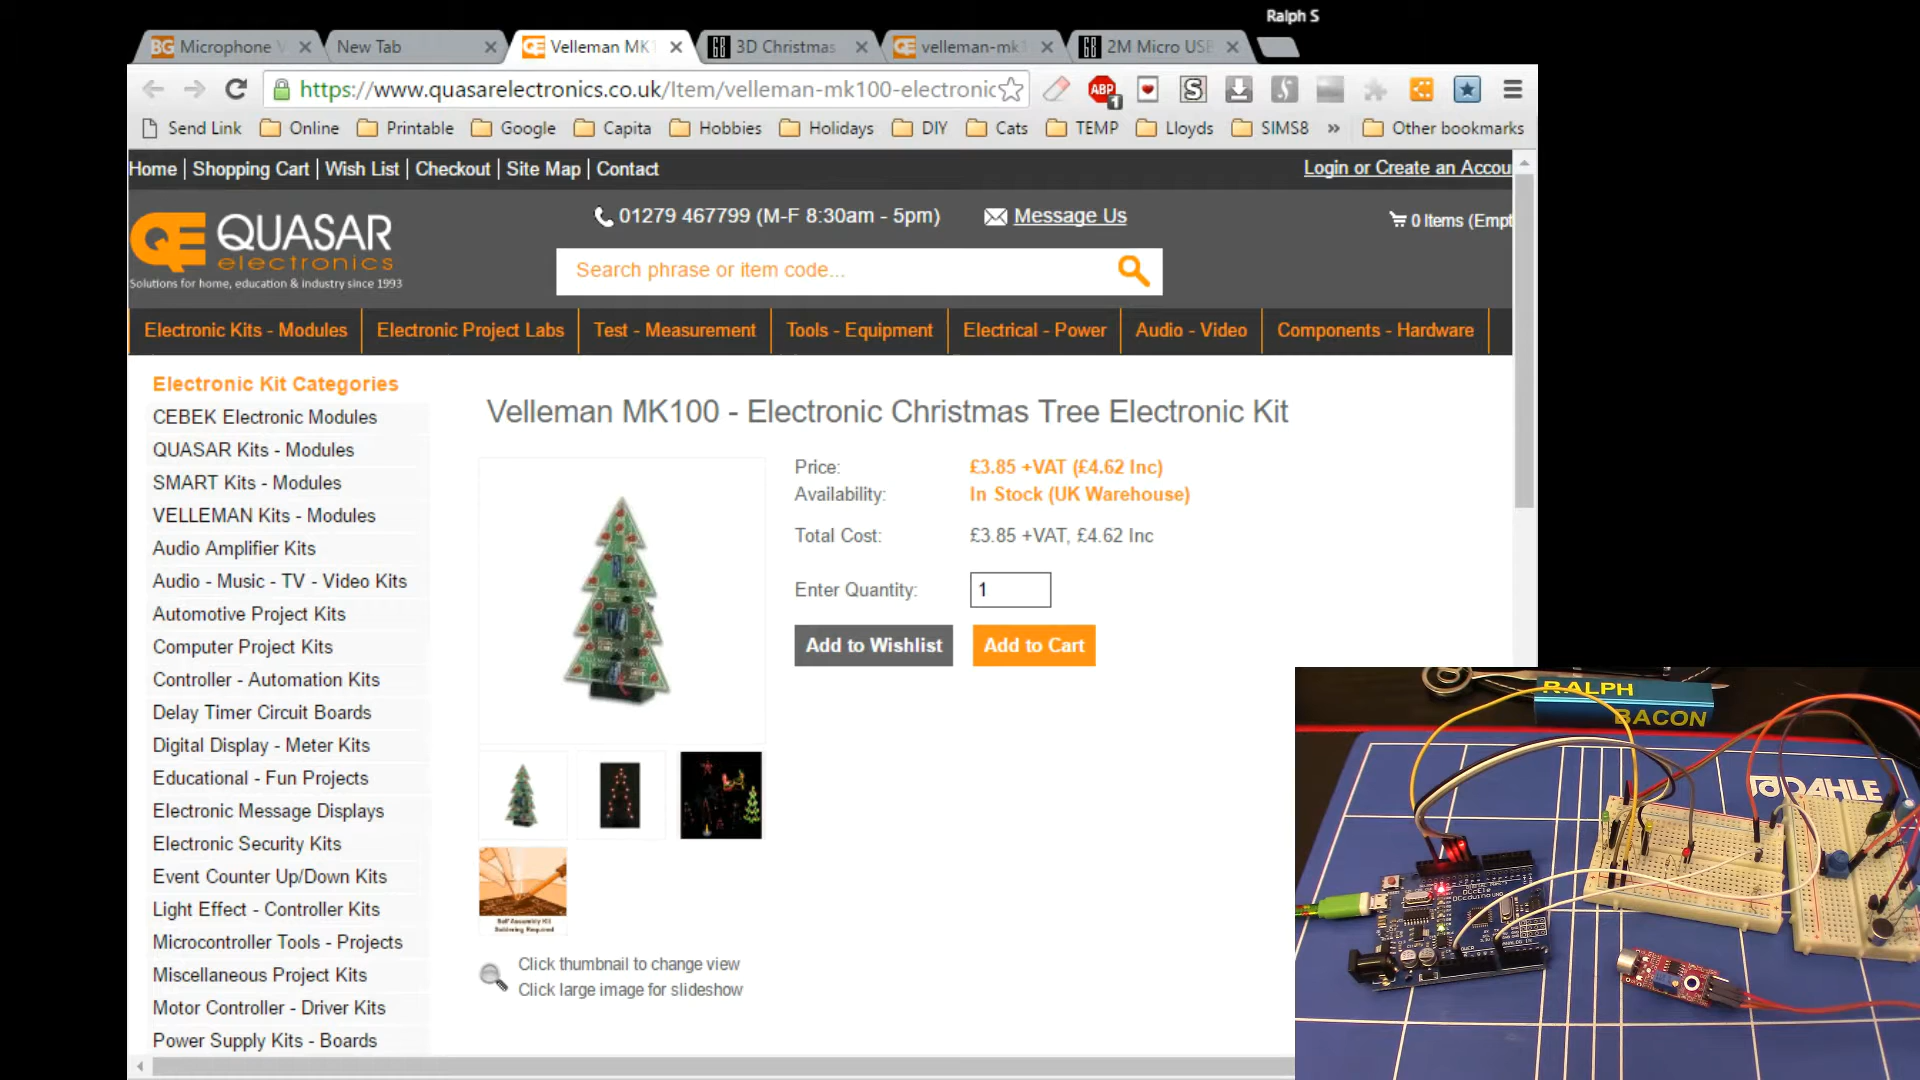 Ralph S
BG Microphone V
New Tab
Velleman MK1
3D Christmas
velleman-mk1
2M Micro USB
https://www.quasarelectronics.co.uk/Item/velleman-mk100-electronic
ABP 1
Send Link Online Printable Google Capita Hobbies Holidays DIY Cats TEMP Lloyds SIMS8 » Other bookmarks
Home | Shopping Cart | Wish List | Checkout | Site Map | Contact
Login or Create an Accou
QUASAR
electronics
Solutions for home, education & industry since 1993
01279 467799 (M-F 8:30am - 5pm)
Message Us
0 Items (Empt
Search phrase or item code...
Electronic Kits - Modules
Electronic Project Labs
Test - Measurement
Tools - Equipment
Electrical - Power
Audio - Video
Components - Hardware
Electronic Kit Categories
CEBEK Electronic Modules
QUASAR Kits - Modules
SMART Kits - Modules
VELLEMAN Kits - Modules
Audio Amplifier Kits
Audio - Music - TV - Video Kits
Automotive Project Kits
Computer Project Kits
Controller - Automation Kits
Delay Timer Circuit Boards
Digital Display - Meter Kits
Educational - Fun Projects
Electronic Message Displays
Electronic Security Kits
Event Counter Up/Down Kits
Light Effect - Controller Kits
Microcontroller Tools - Projects
Miscellaneous Project Kits
Motor Controller - Driver Kits
Power Supply Kits - Boards
Velleman MK100 - Electronic Christmas Tree Electronic Kit
Price: £3.85 +VAT (£4.62 Inc)
Availability: In Stock (UK Warehouse)
Total Cost: £3.85 +VAT, £4.62 Inc
Enter Quantity: 1
Add to Wishlist
Add to Cart
Self Assembly Kit
Soldering Required
Click thumbnail to change view
Click large image for slideshow
RALPH
BACON
DAHLE